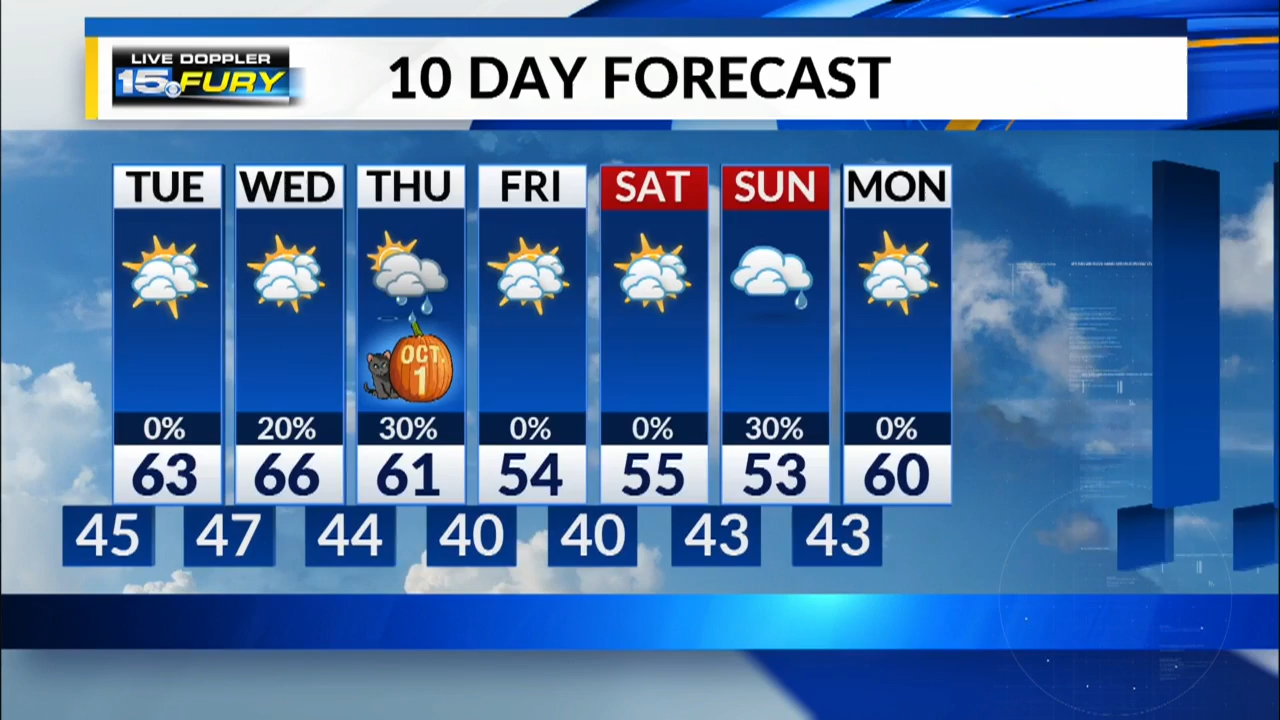 LIVE DOPPLER
15 FURY
10 DAY FORECAST
TUE WED THU FRI SAT SUN MON
OCT.
1
0% 20% 30% 0% 0% 30% 0%
63 66 61 54 55 53 60
45 47 44 40 40 43 43